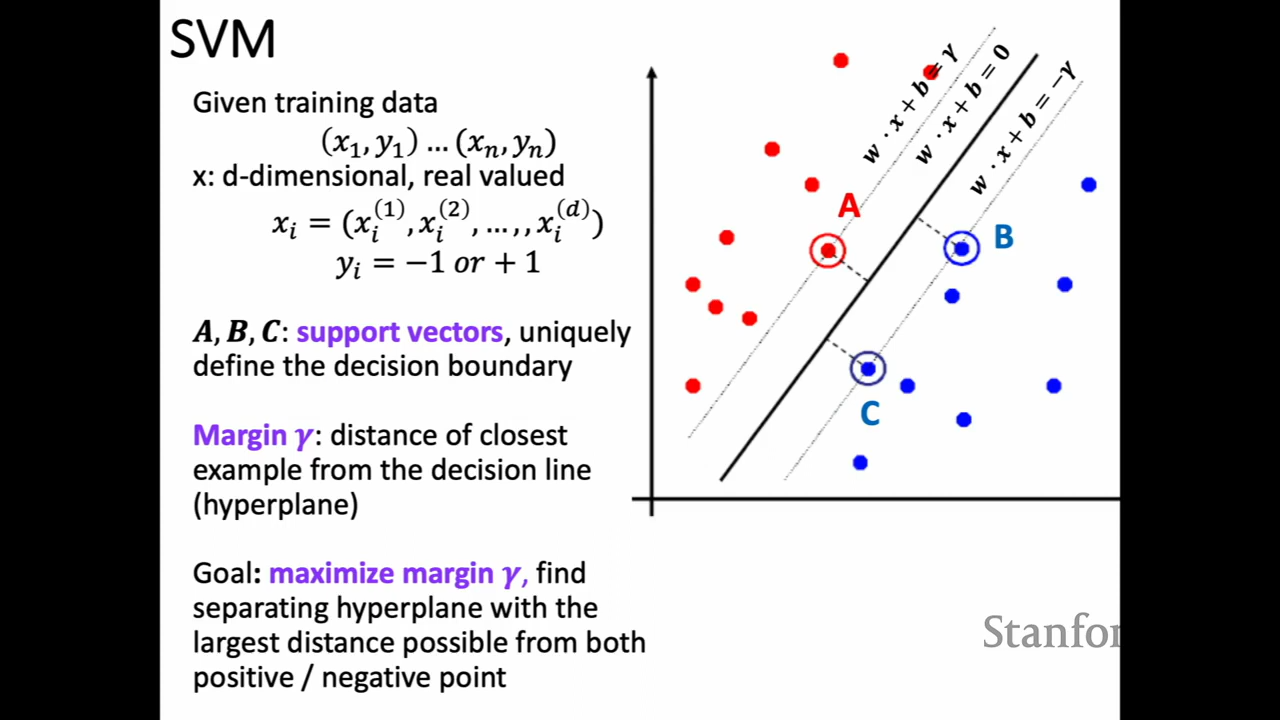 SVM
Given training data
(x₁, y₁) … (xₙ, yₙ)
x: d-dimensional, real valued
xᵢ = (xᵢ⁽¹⁾, xᵢ⁽²⁾, … , , xᵢ⁽ᵈ⁾)
yᵢ = −1 or + 1
A, B, C: support vectors, uniquely
define the decision boundary
Margin γ: distance of closest
example from the decision line
(hyperplane)
Goal: maximize margin γ, find
separating hyperplane with the
largest distance possible from both
positive / negative point
w · x + b = γ
w · x + b = 0
w · x + b = −γ
A
B
C
Stanfor